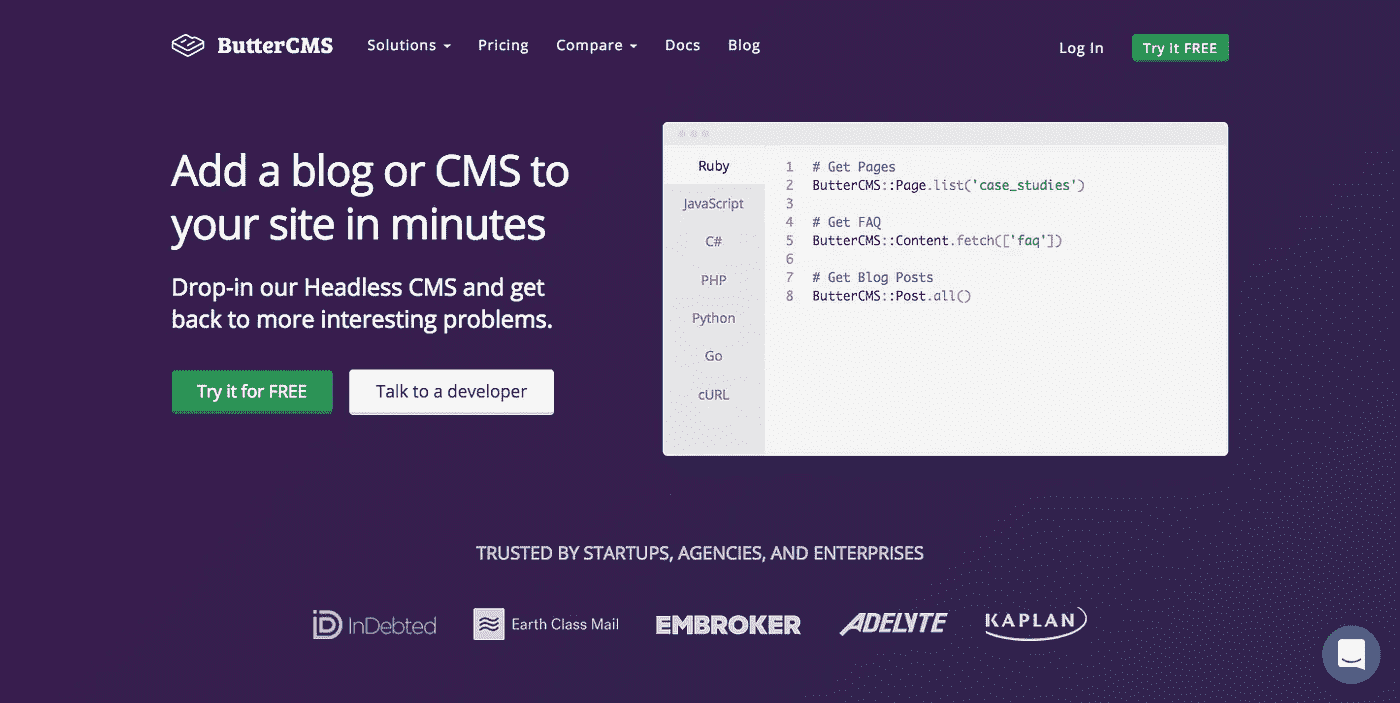 ButterCMS Solutions Pricing Compare Docs Blog Log In Try it FREE
Add a blog or CMS to
your site in minutes
Drop-in our Headless CMS and get
back to more interesting problems.
Try it for FREE Talk to a developer
Ruby
JavaScript
C#
PHP
Python
Go
cURL
1 # Get Pages
2 ButterCMS::Page.list('case_studies')
3
4 # Get FAQ
5 ButterCMS::Content.fetch(['faq'])
6
7 # Get Blog Posts
8 ButterCMS::Post.all()
TRUSTED BY STARTUPS, AGENCIES, AND ENTERPRISES
iD InDebted Earth Class Mail EMBROKER ADELYTE KAPLAN